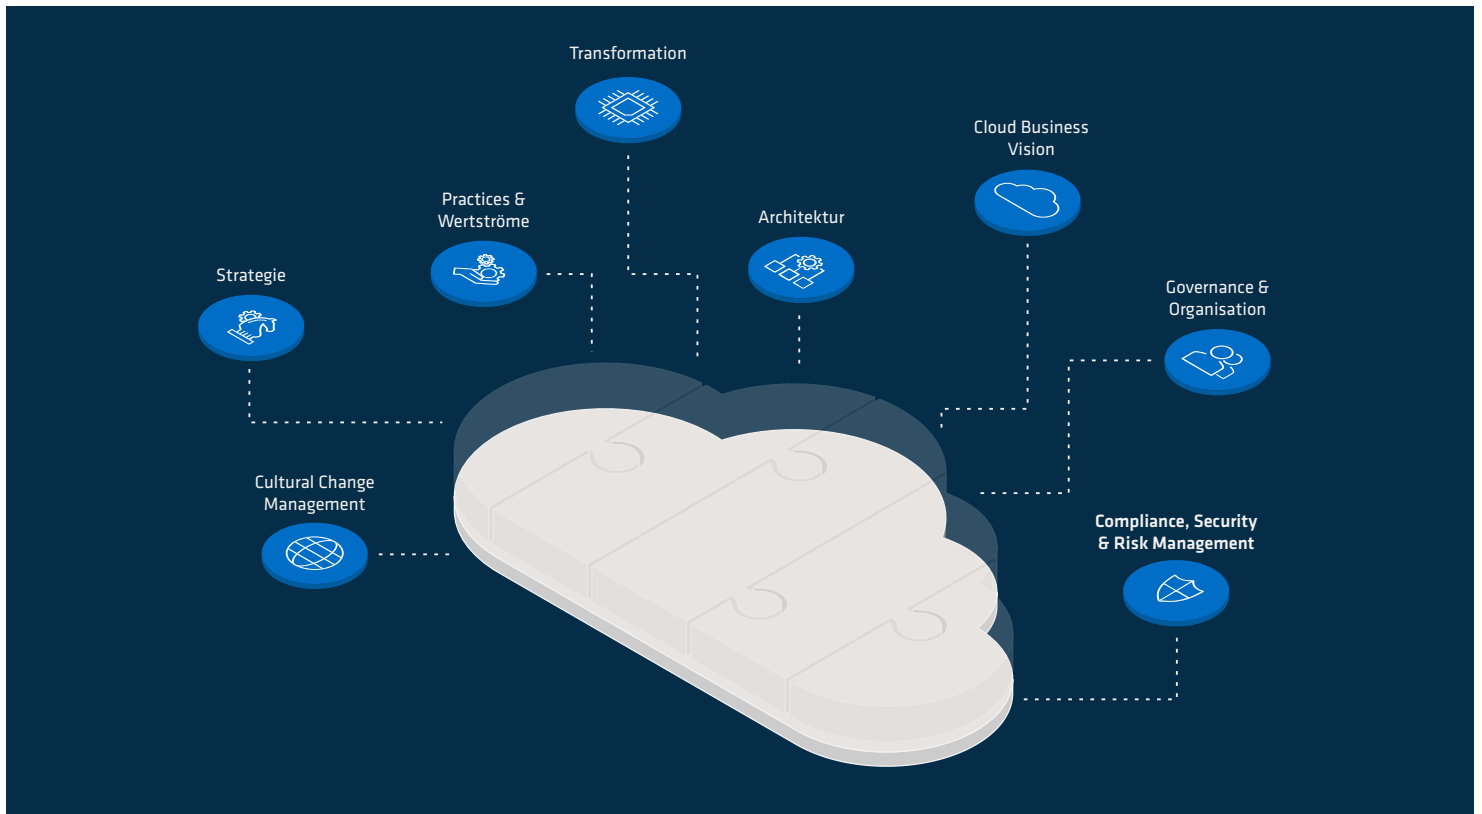 Transformation
Cloud Business
Vision
Practices &
Wertströme
Architektur
Strategie
Governance &
Organisation
Cultural Change
Management
Compliance, Security
& Risk Management